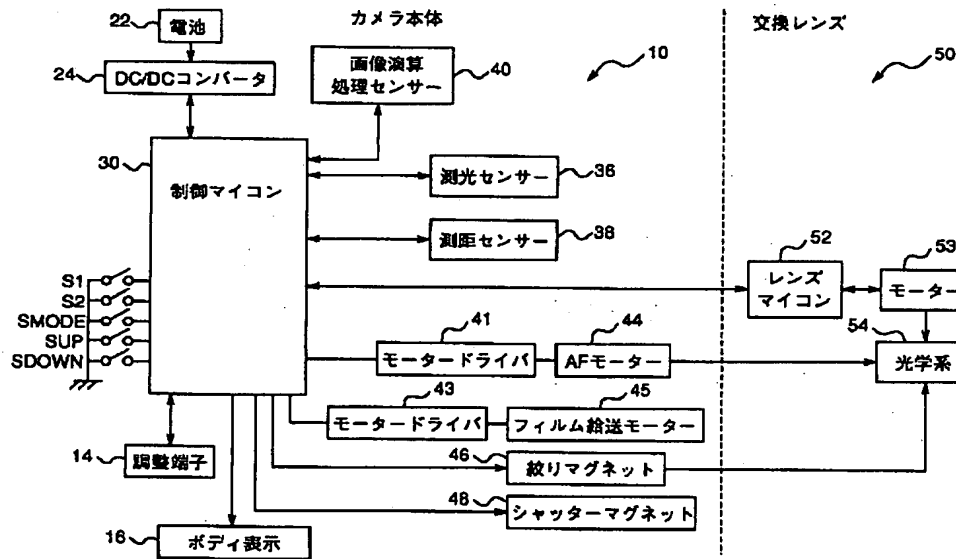 カメラ本体
交換レンズ
22
電池
24
DC/DCコンバータ
画像演算
処理センサー
40
10
50
30
制御マイコン
測光センサー
36
測距センサー
38
52
レンズ
マイコン
53
モーター
54
光学系
S1
S2
SMODE
SUP
SDOWN
41
モータードライバ
44
AFモーター
43
モータードライバ
45
フィルム給送モーター
14
調整端子
46
絞りマグネット
48
シャッターマグネット
16
ボディ表示